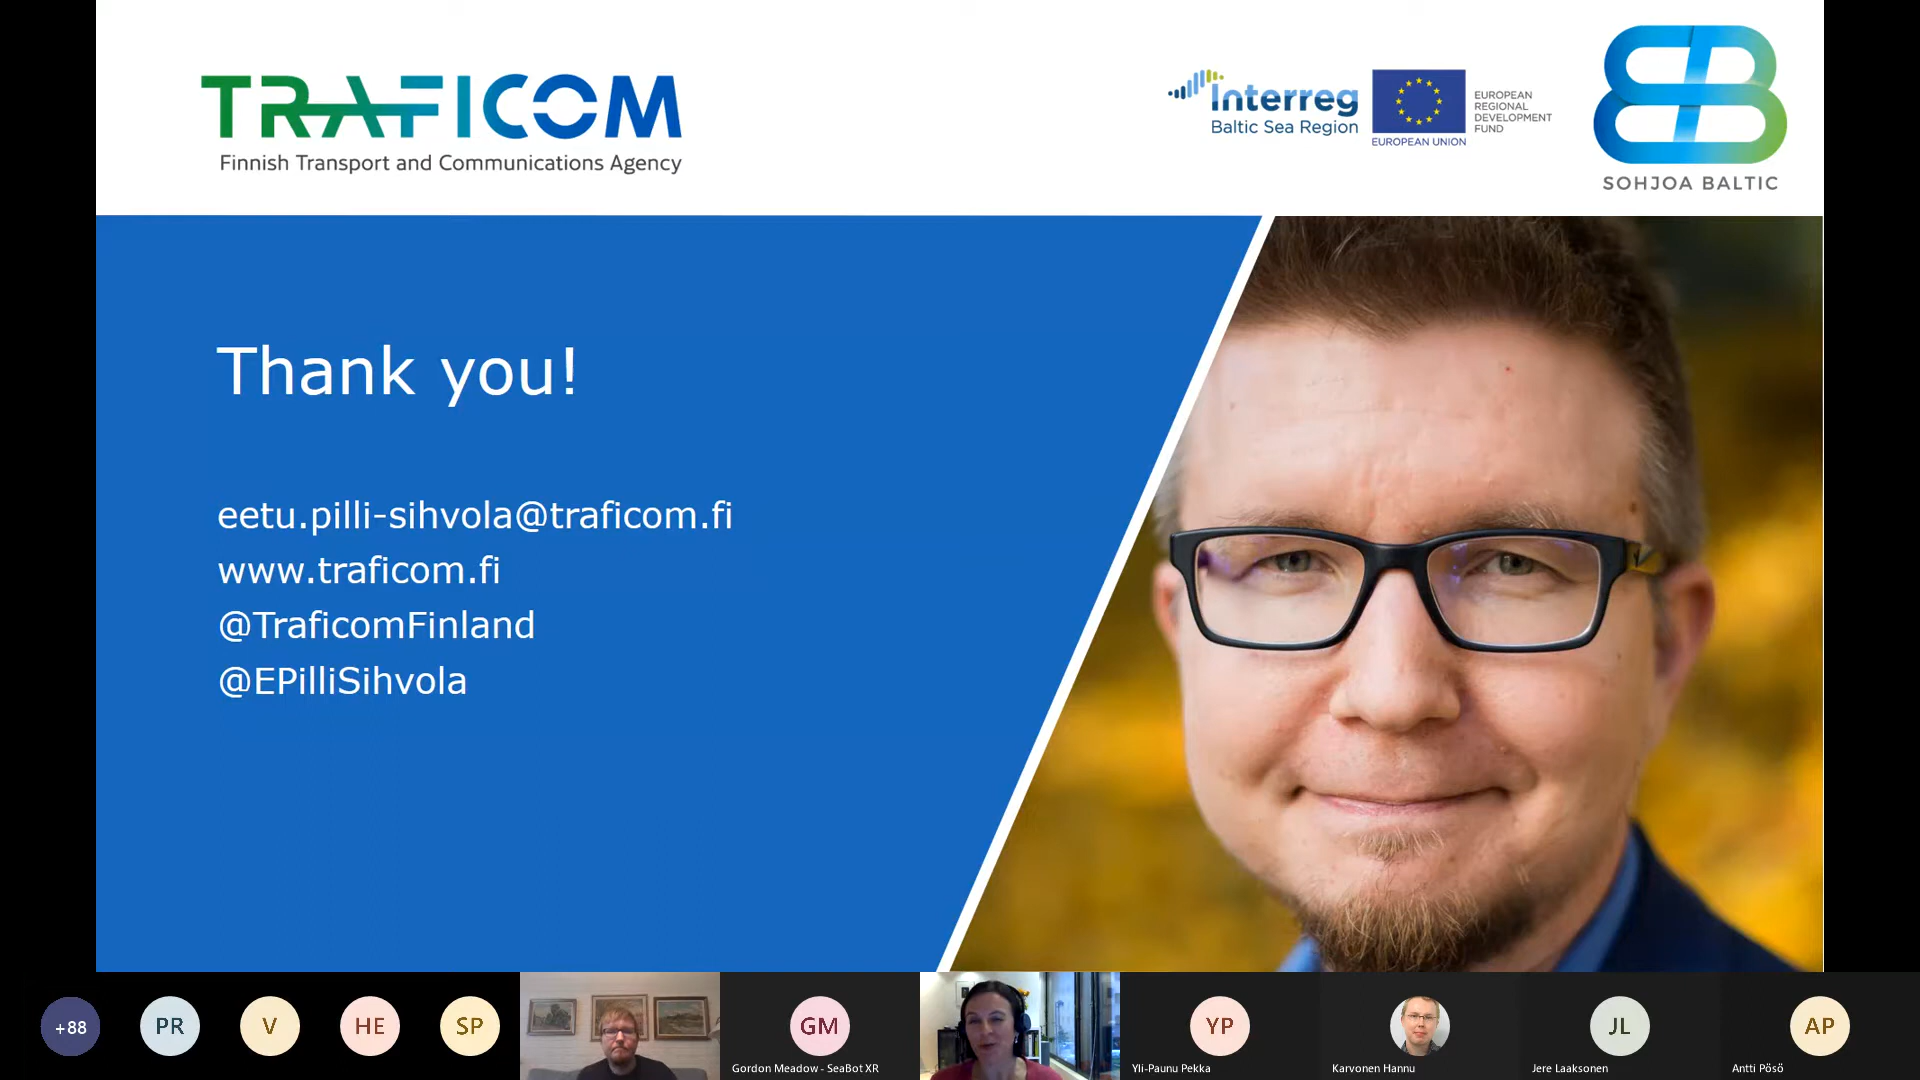 TRAFICOM
Finnish Transport and Communications Agency
Interreg
Baltic Sea Region
EUROPEAN UNION
EUROPEAN
REGIONAL
DEVELOPMENT
FUND
SOHJOA BALTIC
Thank you!
eetu.pilli-sihvola@traficom.fi
www.traficom.fi
@TraficomFinland
@EPilliSihvola
+88
PR
V
HE
SP
GM
Gordon Meadow - SeaBot XR
YP
Yli-Paunu Pekka
Karvonen Hannu
JL
Jere Laaksonen
AP
Antti Pösö